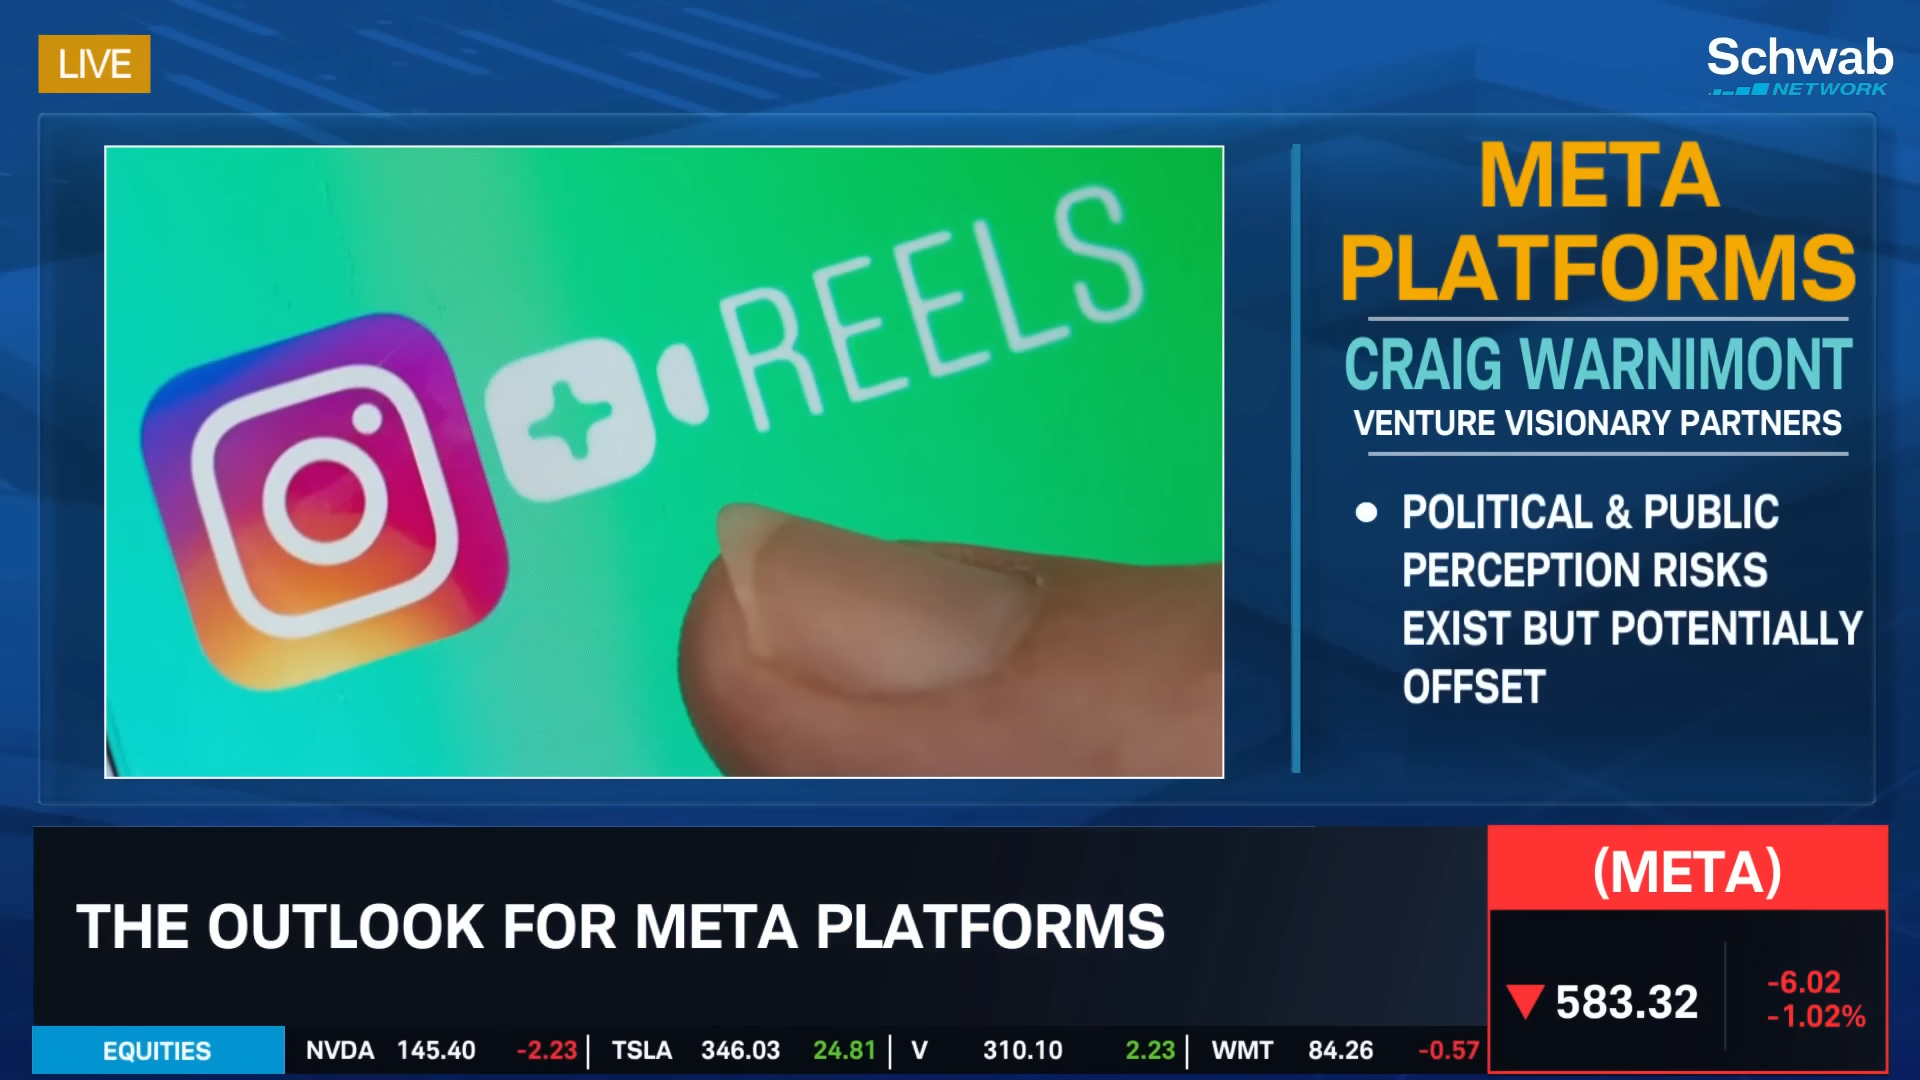 LIVE
Schwab
NETWORK
REELS
META
PLATFORMS
CRAIG WARNIMONT
VENTURE VISIONARY PARTNERS
● POLITICAL & PUBLIC
PERCEPTION RISKS
EXIST BUT POTENTIALLY
OFFSET
THE OUTLOOK FOR META PLATFORMS
(META)
▼ 583.32
-6.02
-1.02%
EQUITIES NVDA 145.40 -2.23 | TSLA 346.03 24.81 | V 310.10 2.23 | WMT 84.26 -0.57